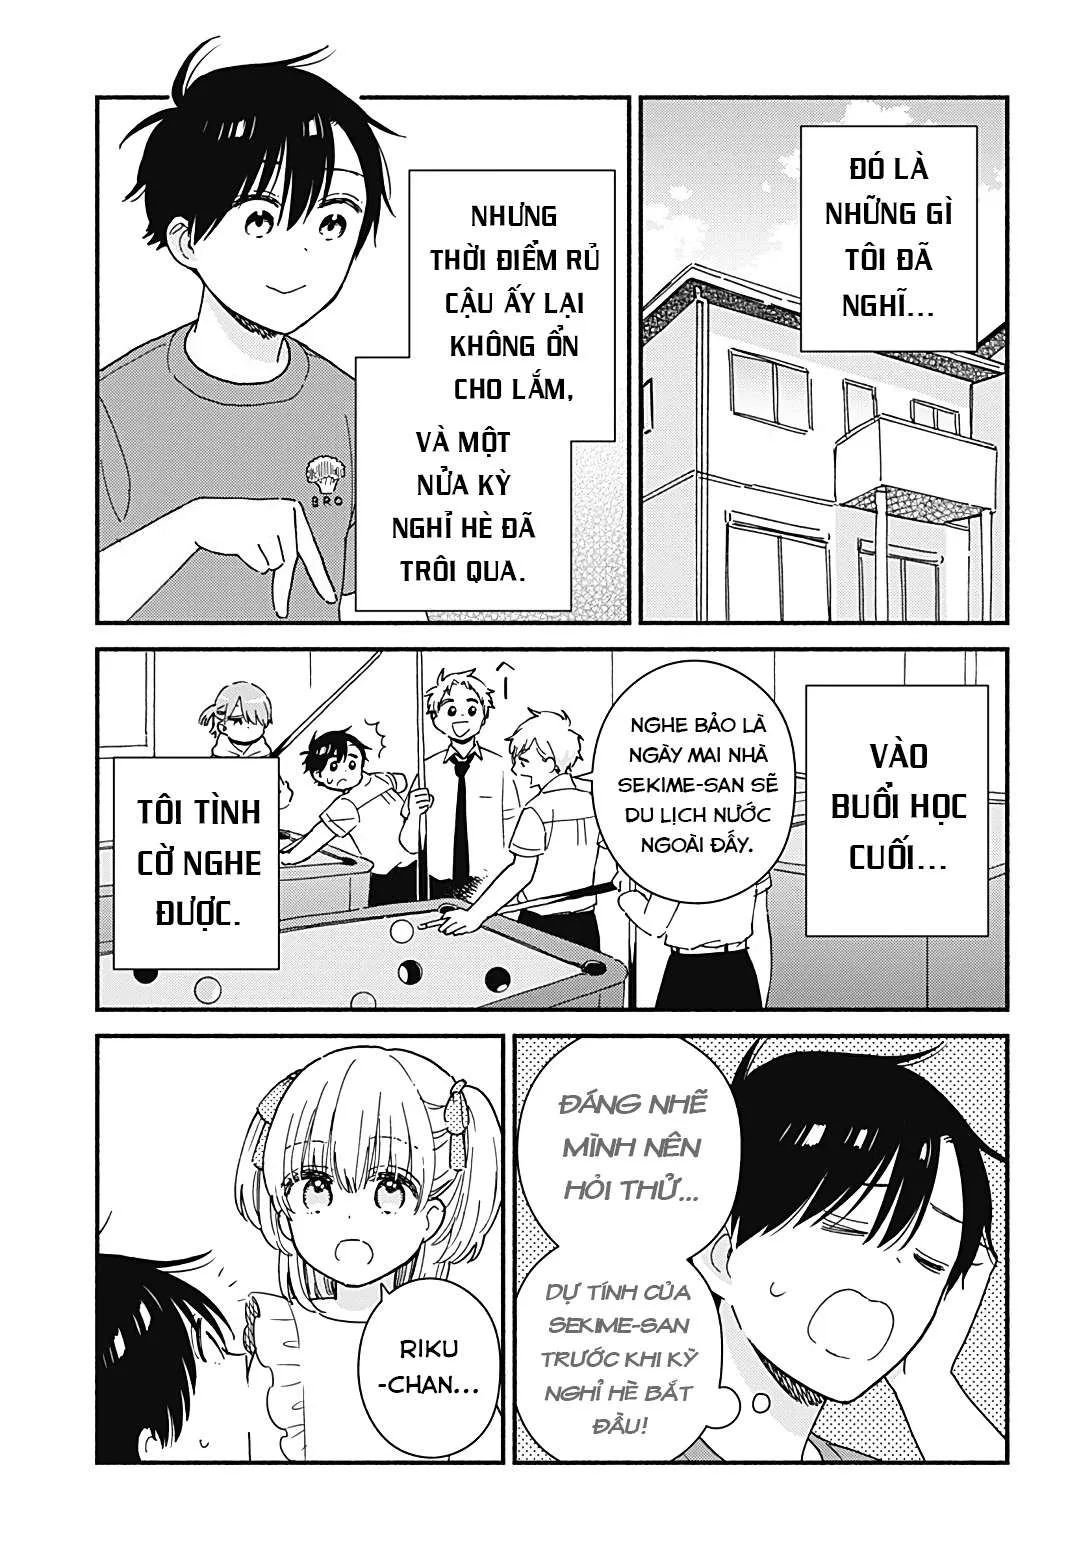 ĐÓ LÀ
NHỮNG GÌ
TÔI ĐÃ
NGHĨ...
NHƯNG
THỜI ĐIỂM RỦ
CẬU ẤY LẠI
KHÔNG ỔN
CHO LẮM,
VÀ MỘT
NỬA KỲ
NGHỈ HÈ ĐÃ
TRÔI QUA.
BRO
VÀO
BUỔI HỌC
CUỐI...
NGHE BẢO LÀ
NGÀY MAI NHÀ
SEKIME-SAN SẼ
DU LỊCH NƯỚC
NGOÀI ĐẤY.
TÔI TÌNH
CỜ NGHE
ĐƯỢC.
ĐÁNG NHẼ
MÌNH NÊN
HỎI THỬ...
DỰ TÍNH CỦA
SEKIME-SAN
TRƯỚC KHI KỲ
NGHỈ HÈ BẮT
ĐẦU!
RIKU
-CHAN...